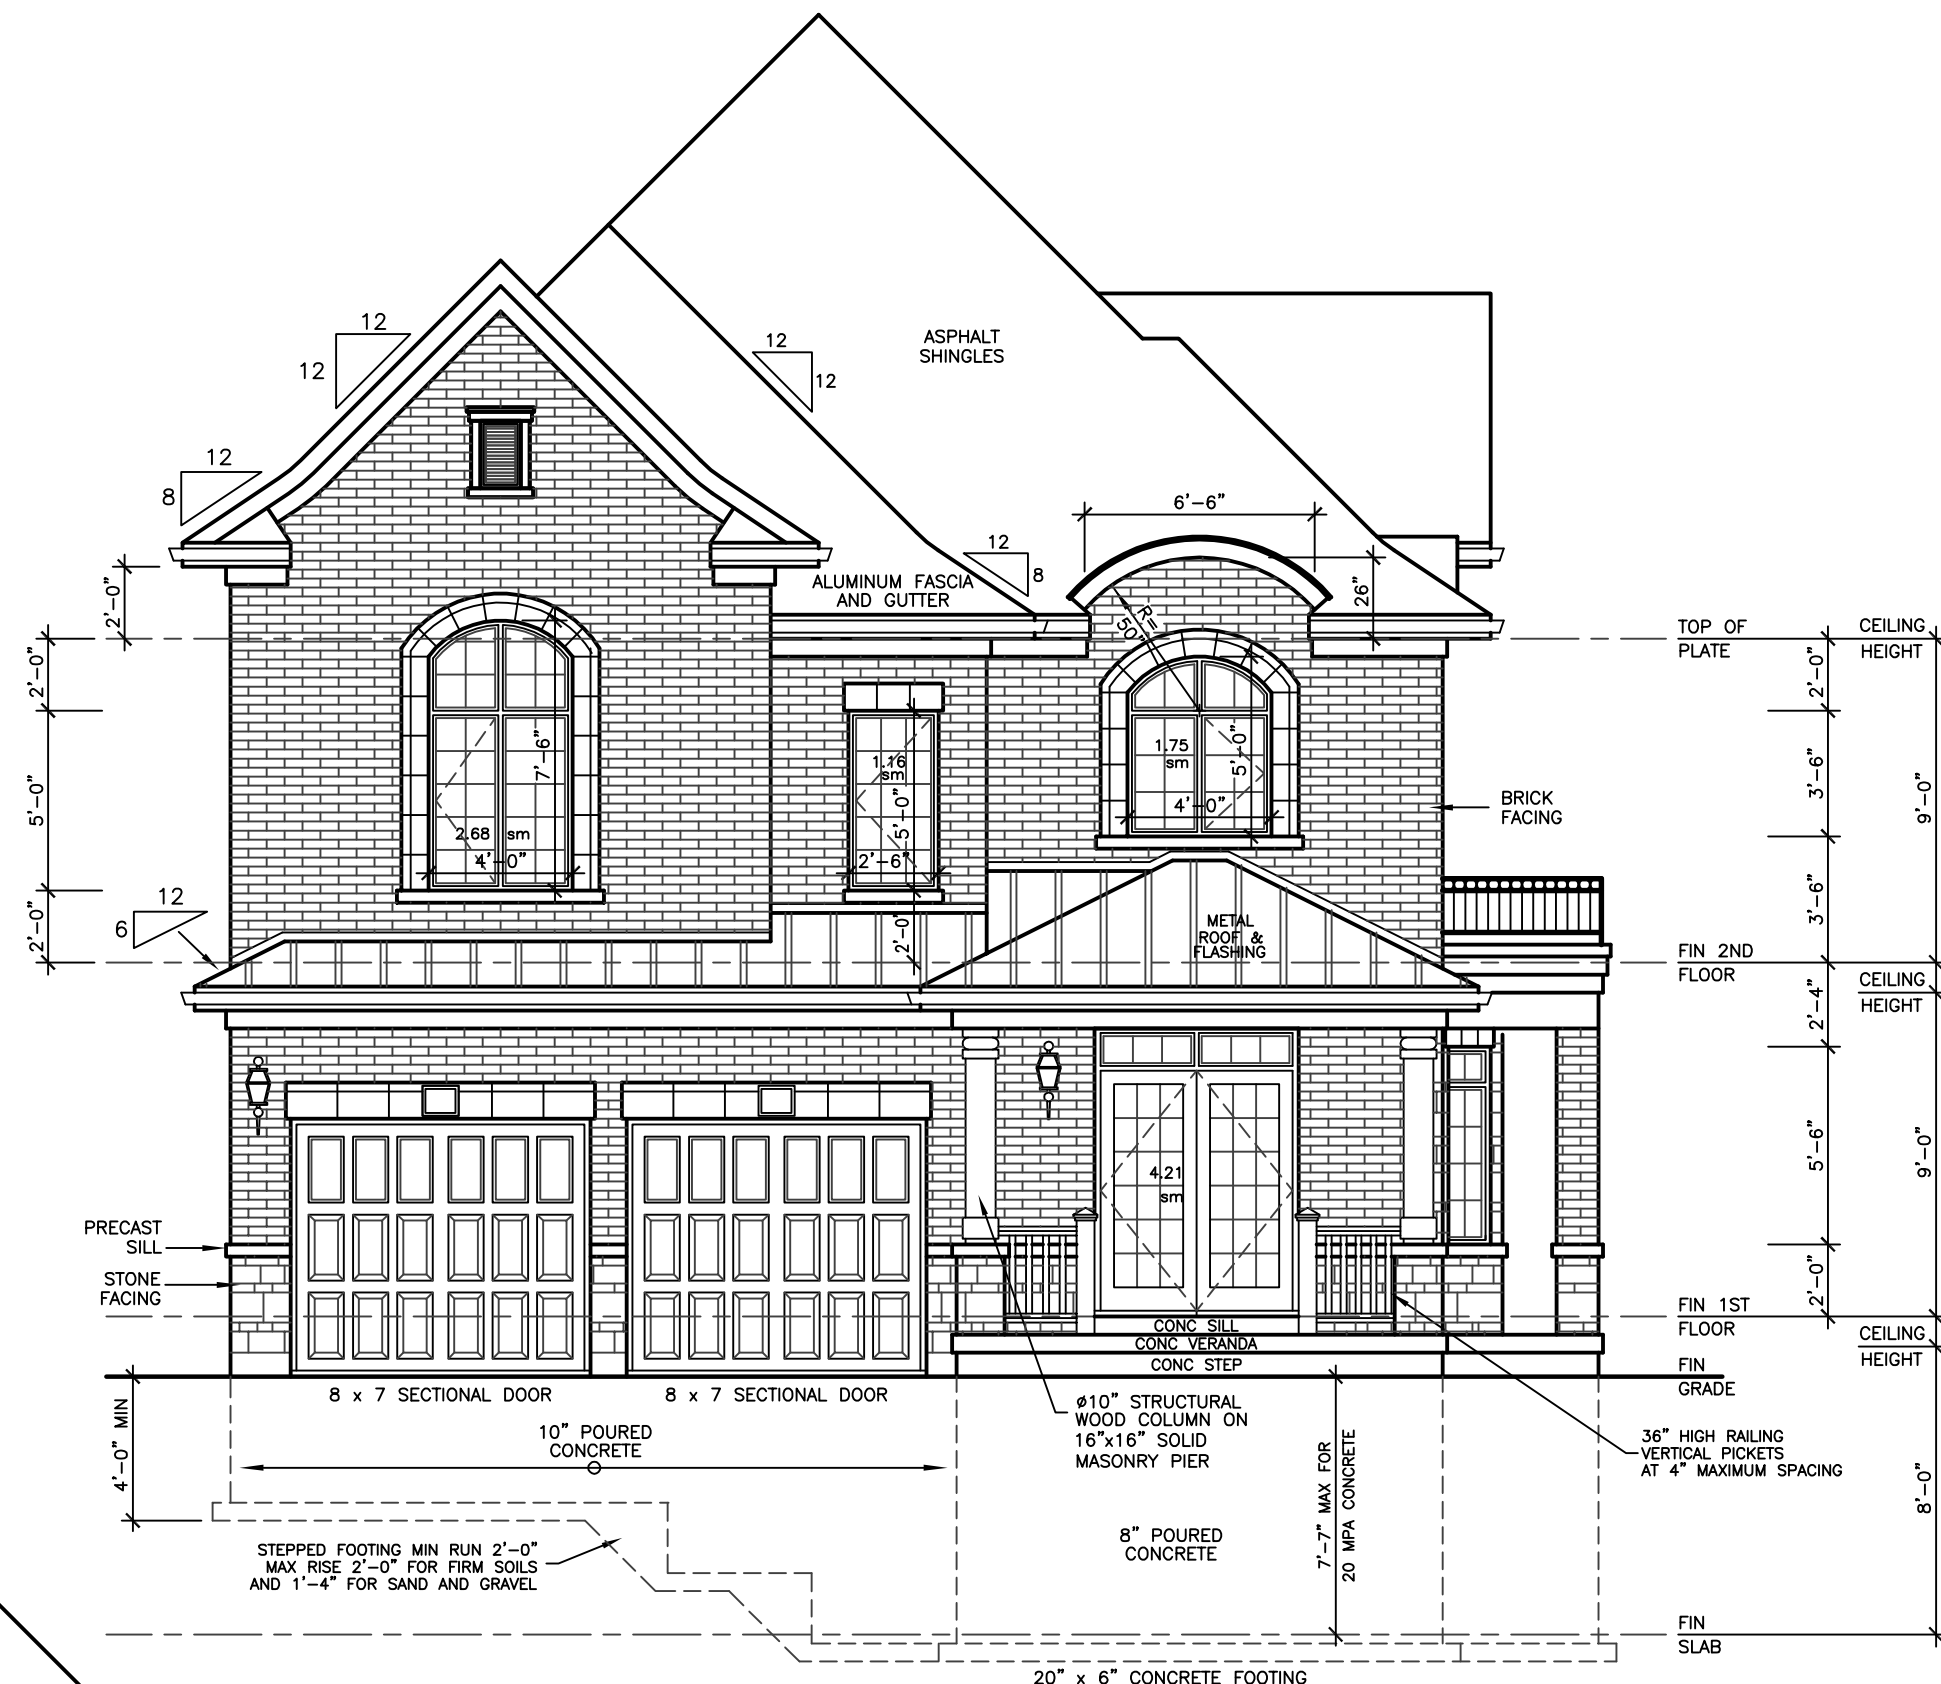 12
12
12
12
ASPHALT
SHINGLES
12
8
6'-6"
12
8
26"
2'-0"
ALUMINUM FASCIA
AND GUTTER
R=
50"
TOP OF
PLATE
CEILING
HEIGHT
2'-0"
2'-0"
7'-6"
1.16
sm
1.75
sm
5'-0"
4'-0"
5'-0"
5'-0"
2.68 sm
4'-0"
2'-6"
3'-6"
BRICK
FACING
9'-0"
12
6
2'-0"
2'-0"
METAL
ROOF &
FLASHING
3'-6"
FIN 2ND
FLOOR
CEILING
HEIGHT
2'-4"
5'-6"
9'-0"
4.21
sm
PRECAST
SILL
STONE
FACING
2'-0"
FIN 1ST
FLOOR
CONC SILL
CONC VERANDA
CONC STEP
CEILING
HEIGHT
FIN
GRADE
8 x 7 SECTIONAL DOOR
8 x 7 SECTIONAL DOOR
4'-0" MIN
10" POURED
CONCRETE
ø10" STRUCTURAL
WOOD COLUMN ON
16"x16" SOLID
MASONRY PIER
7'-7" MAX FOR
20 MPA CONCRETE
36" HIGH RAILING
VERTICAL PICKETS
AT 4" MAXIMUM SPACING
8'-0"
STEPPED FOOTING MIN RUN 2'-0"
MAX RISE 2'-0" FOR FIRM SOILS
AND 1'-4" FOR SAND AND GRAVEL
8" POURED
CONCRETE
FIN
SLAB
20" x 6" CONCRETE FOOTING